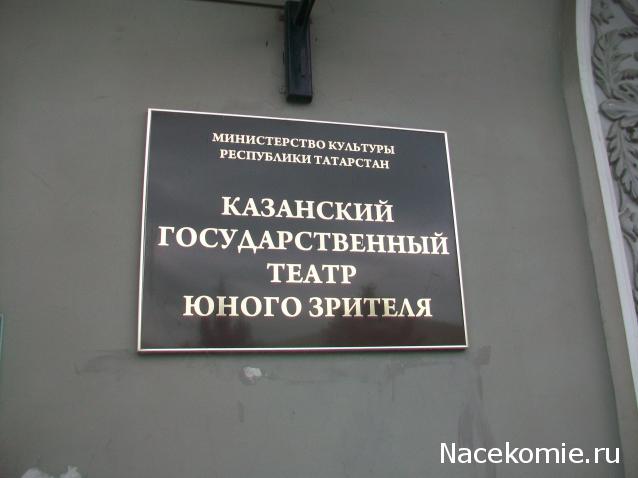 МИНИСТЕРСТВО КУЛЬТУРЫ
РЕСПУБЛИКИ ТАТАРСТАН
КАЗАНСКИЙ
ГОСУДАРСТВЕННЫЙ
ТЕАТР
ЮНОГО ЗРИТЕЛЯ
Nacekomie.ru